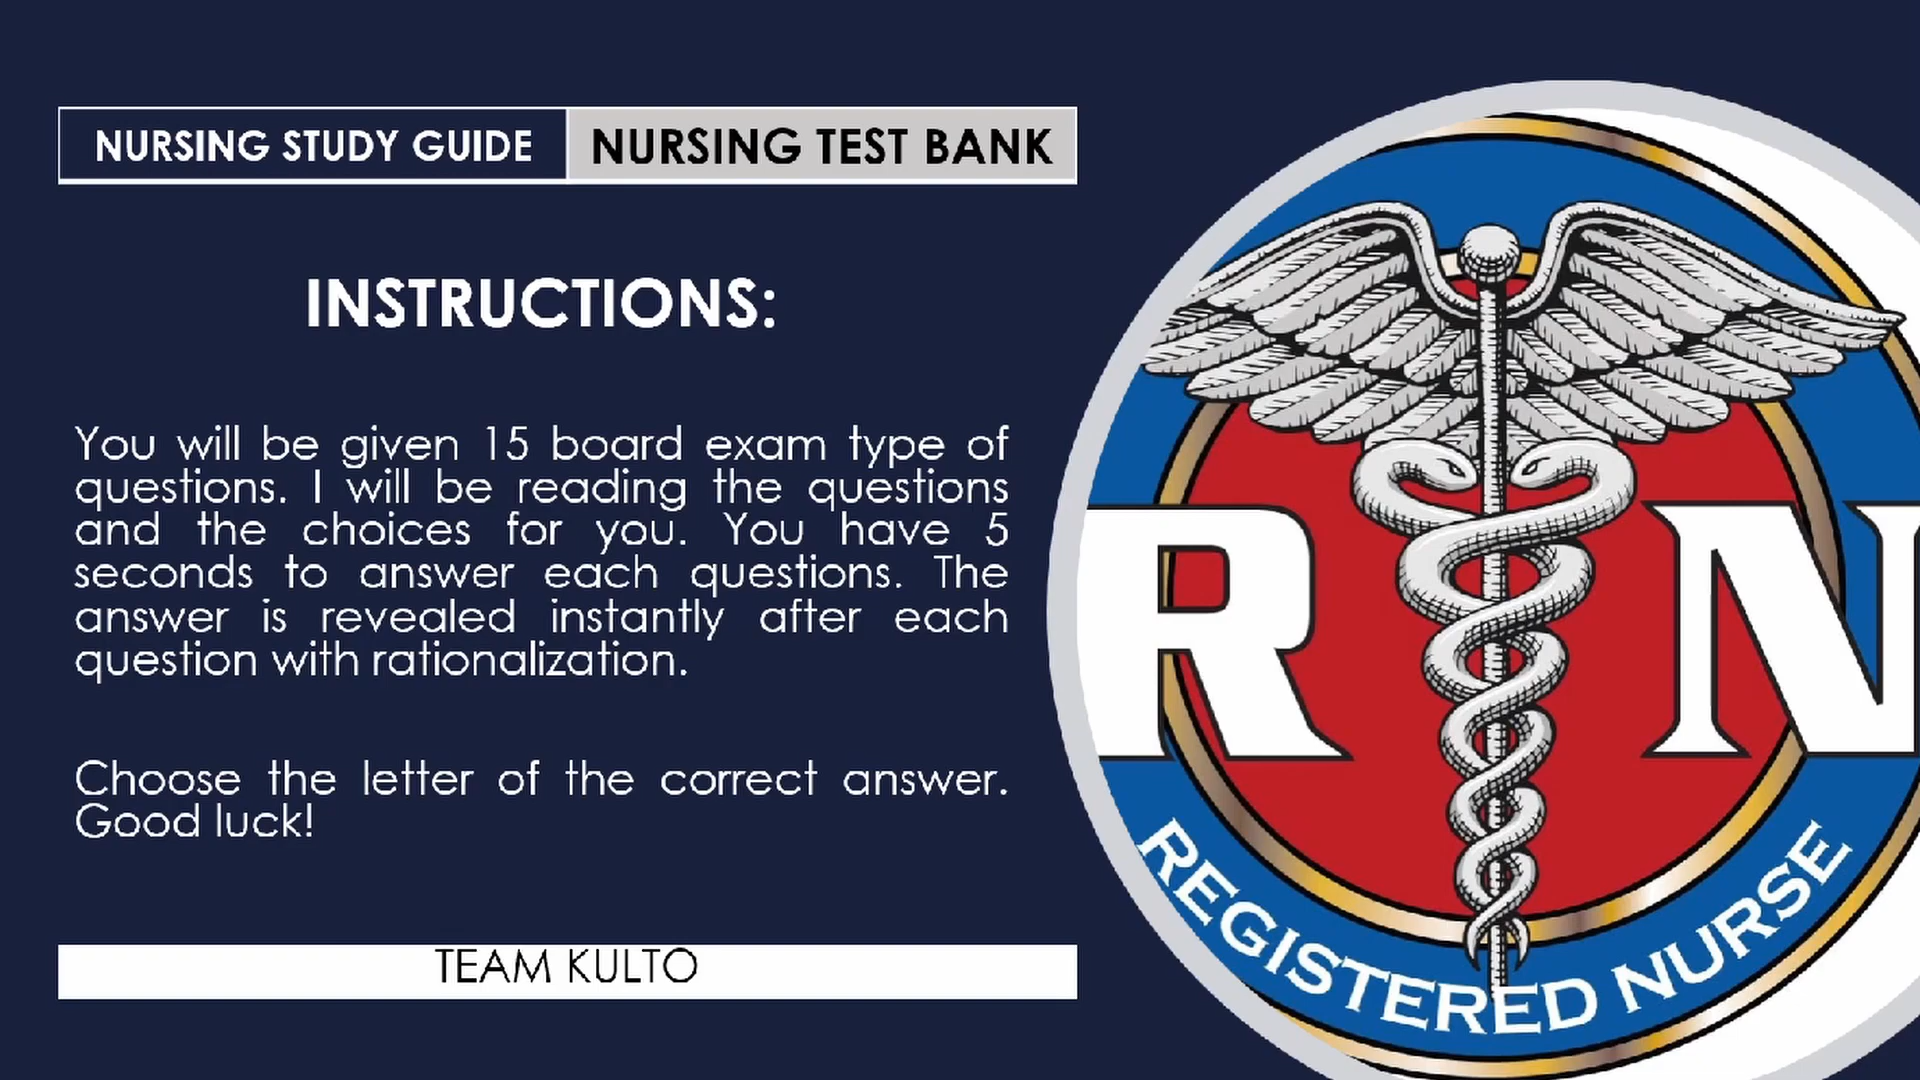 NURSING STUDY GUIDE
NURSING TEST BANK
INSTRUCTIONS:
You will be given 15 board exam type of
questions. I will be reading the questions
and the choices for you. You have 5
seconds to answer each questions. The
answer is revealed instantly after each
question with rationalization.
Choose the letter of the correct answer.
Good luck!
TEAM KULTO
R N
REGISTERED NURSE